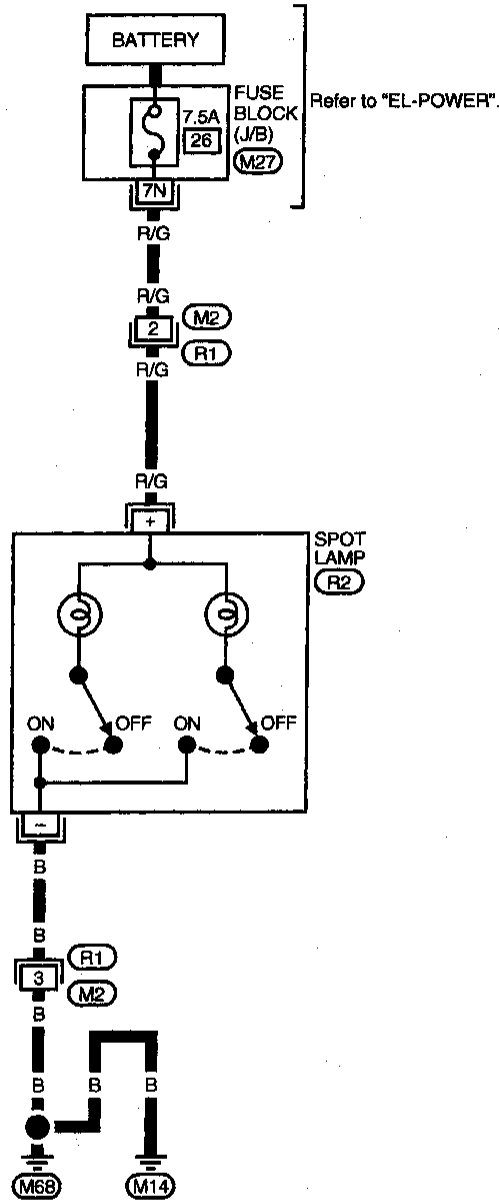 BATTERY
FUSE
BLOCK
(J/B)
Refer to "EL-POWER".
7.5A
26
M27
7N
R/G
R/G
M2
2
R1
R/G
R/G
+
SPOT
LAMP
R2
ON
OFF
ON
OFF
–
B
B
R1
3
M2
B
B
B
B
M68
M14